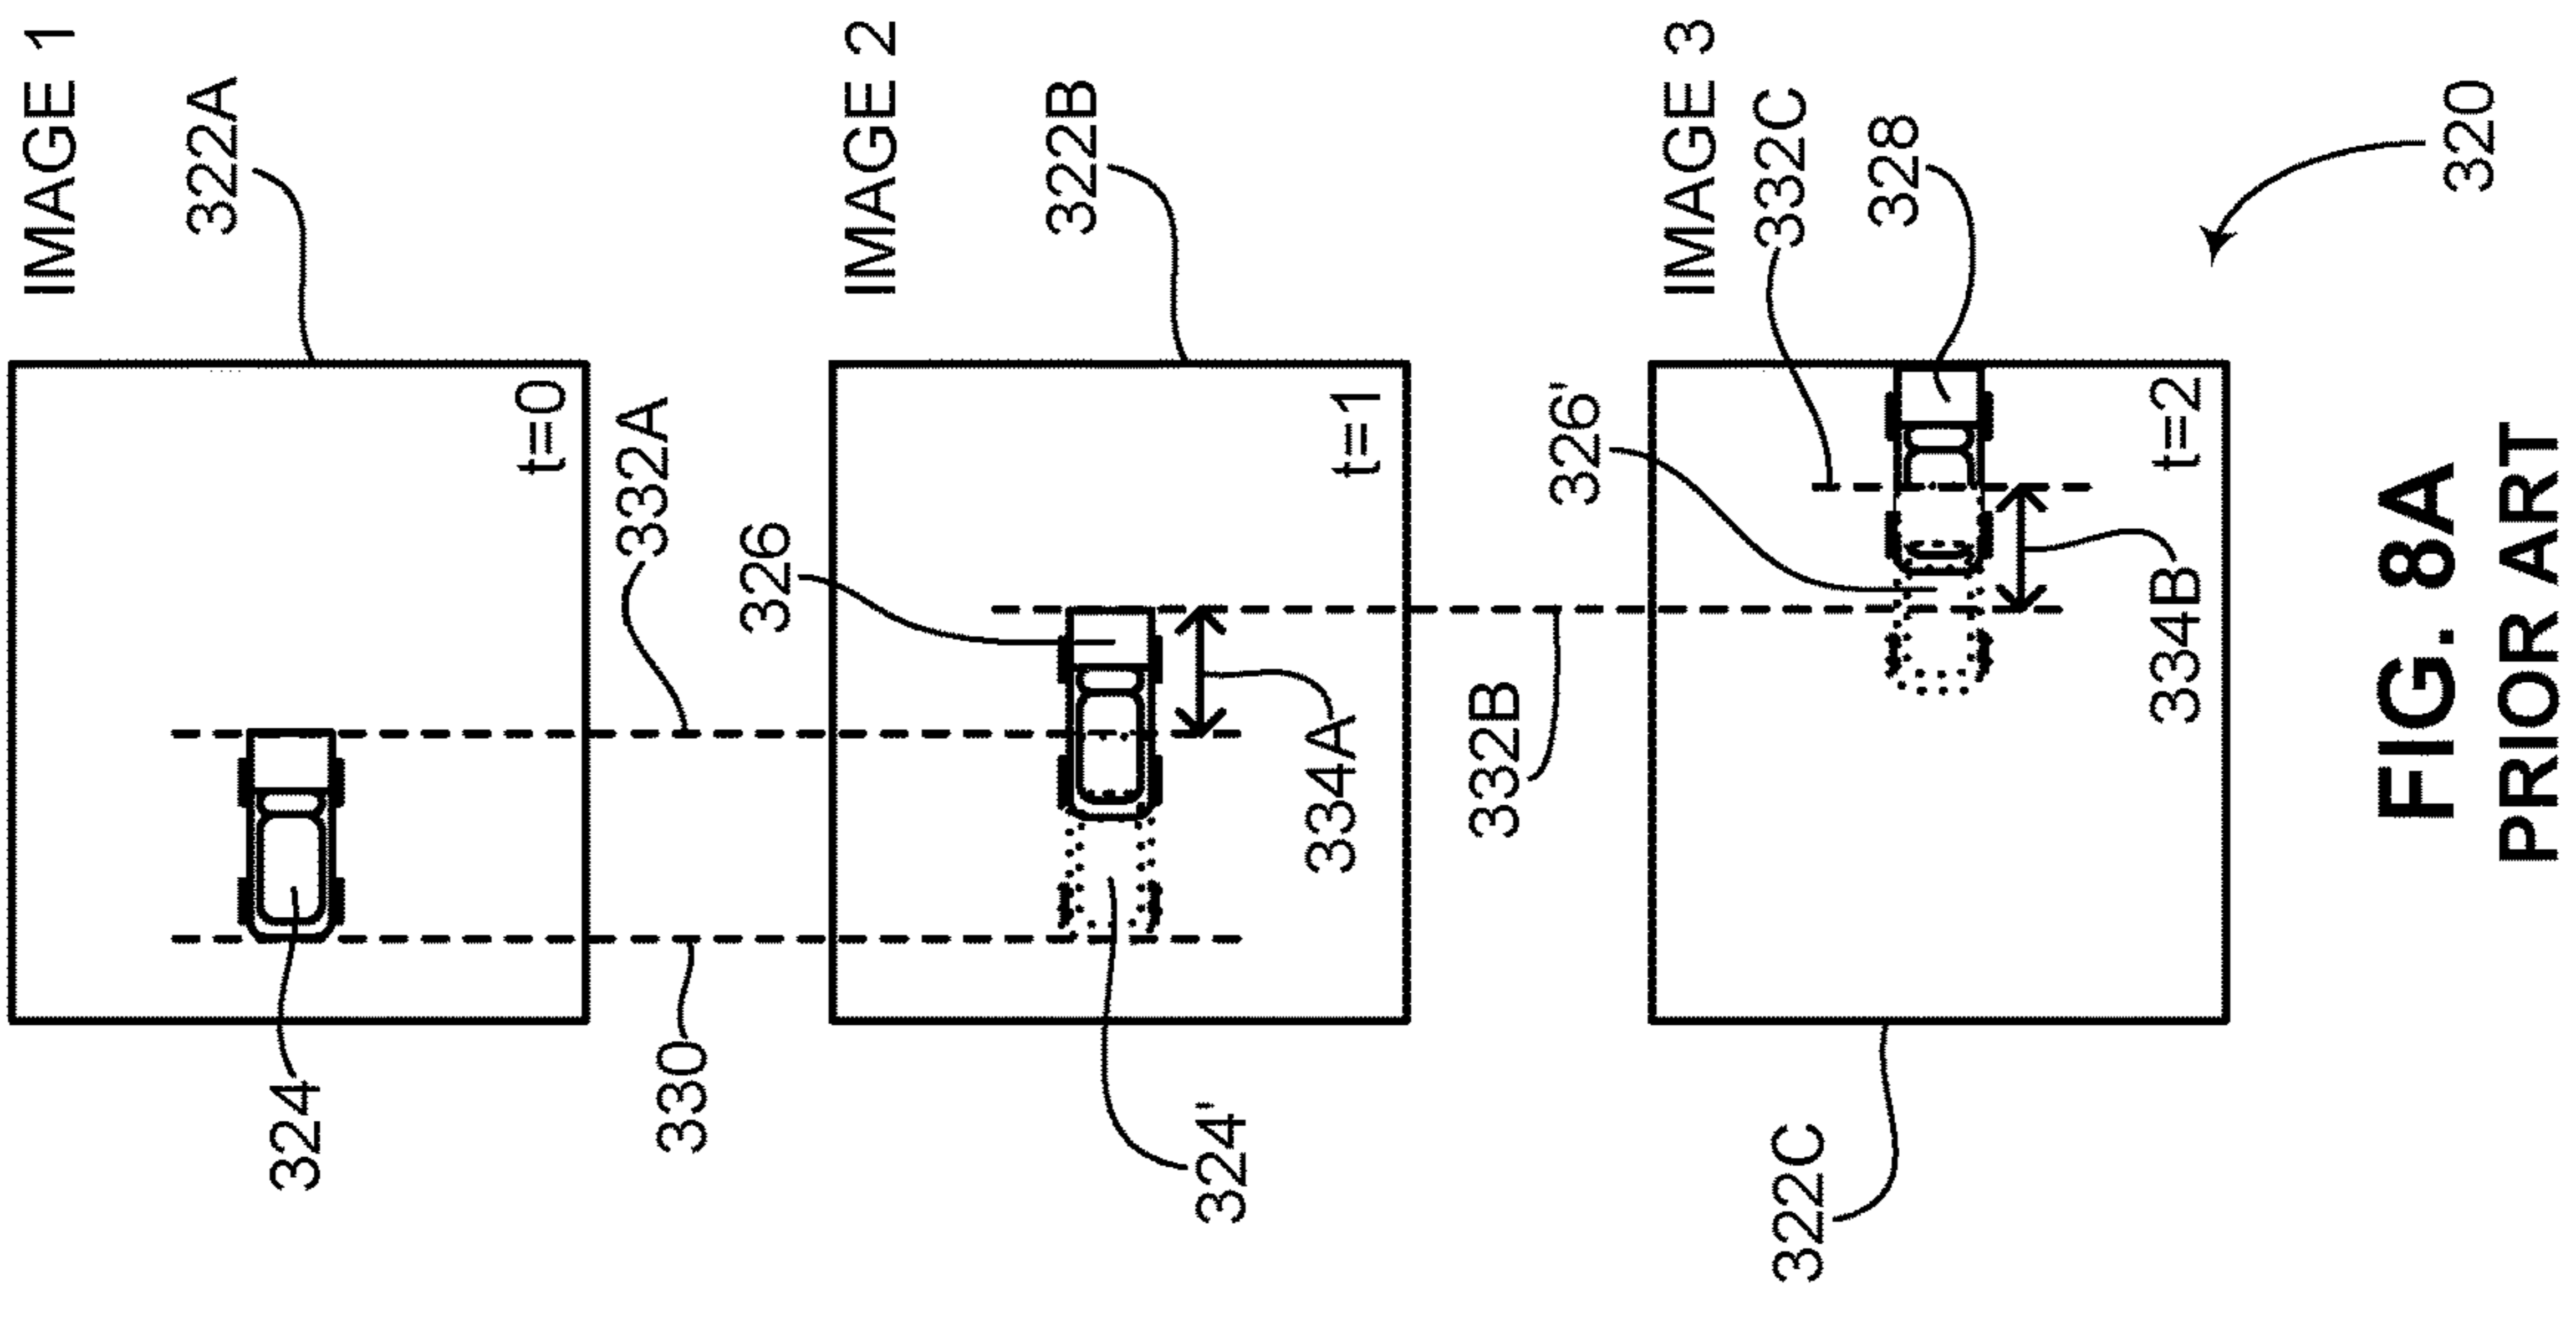 IMAGE 1
322A
t=0
324
332A
330
IMAGE 2
322B
326
t=1
334A
324'
332B
IMAGE 3
332C
328
326'
t=2
334B
322C
320
FIG. 8A
PRIOR ART